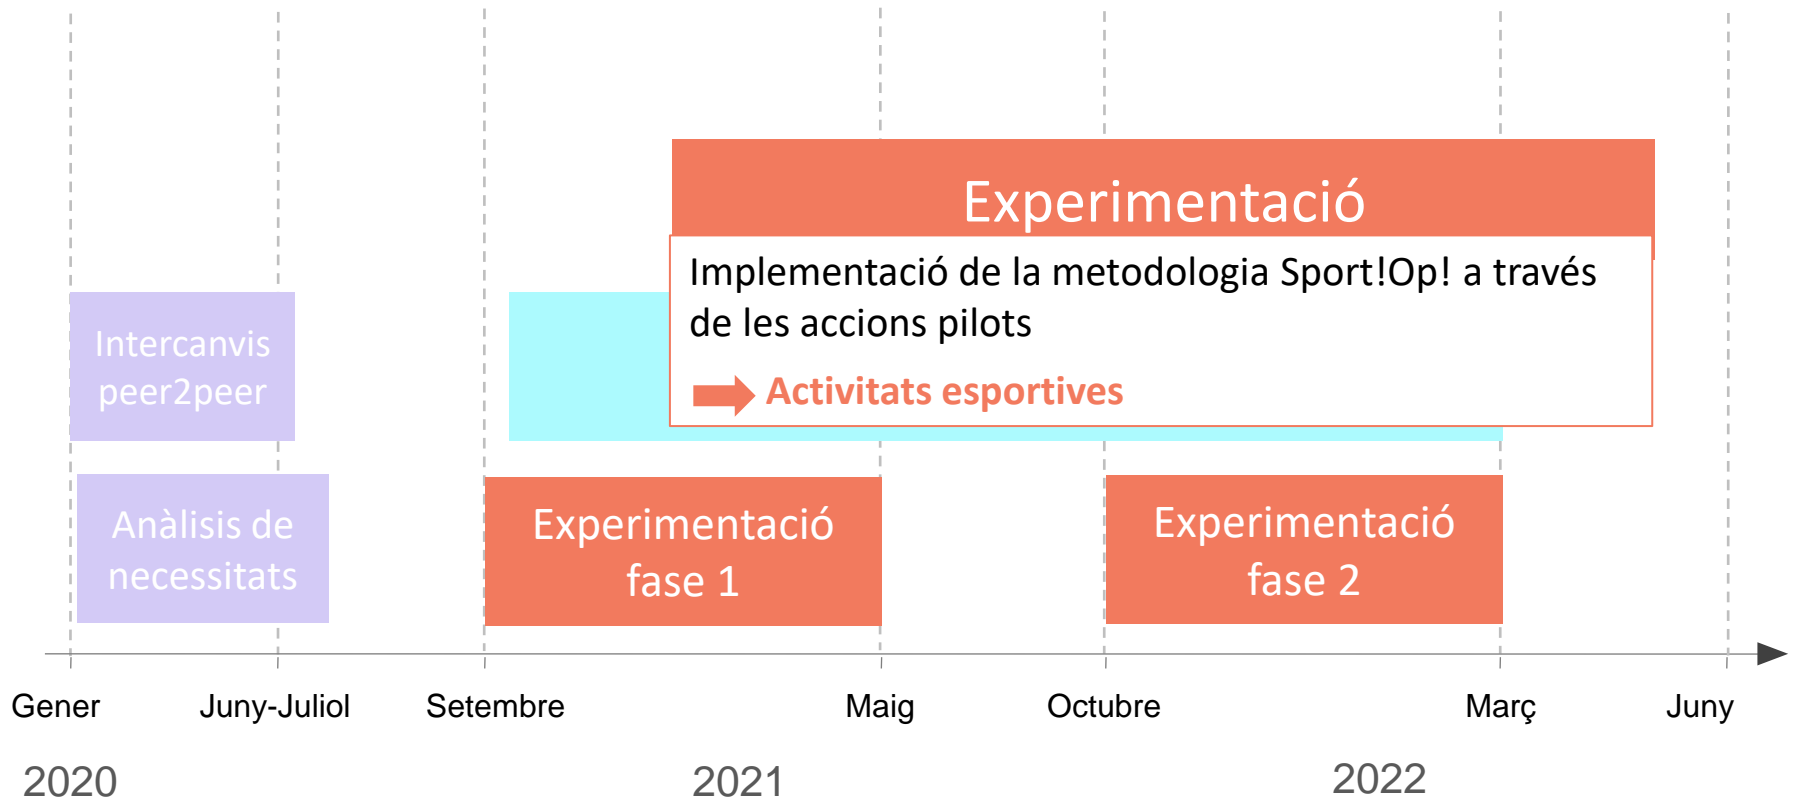 Experimentació
Implementació de la metodologia Sport!Op! a través
de les accions pilots
Activitats esportives
Intercanvis
peer2peer
Anàlisis de
necessitats
Experimentació
fase 1
Experimentació
fase 2
Gener
Juny-Juliol
Setembre
Maig
Octubre
Març
Juny
2020
2021
2022